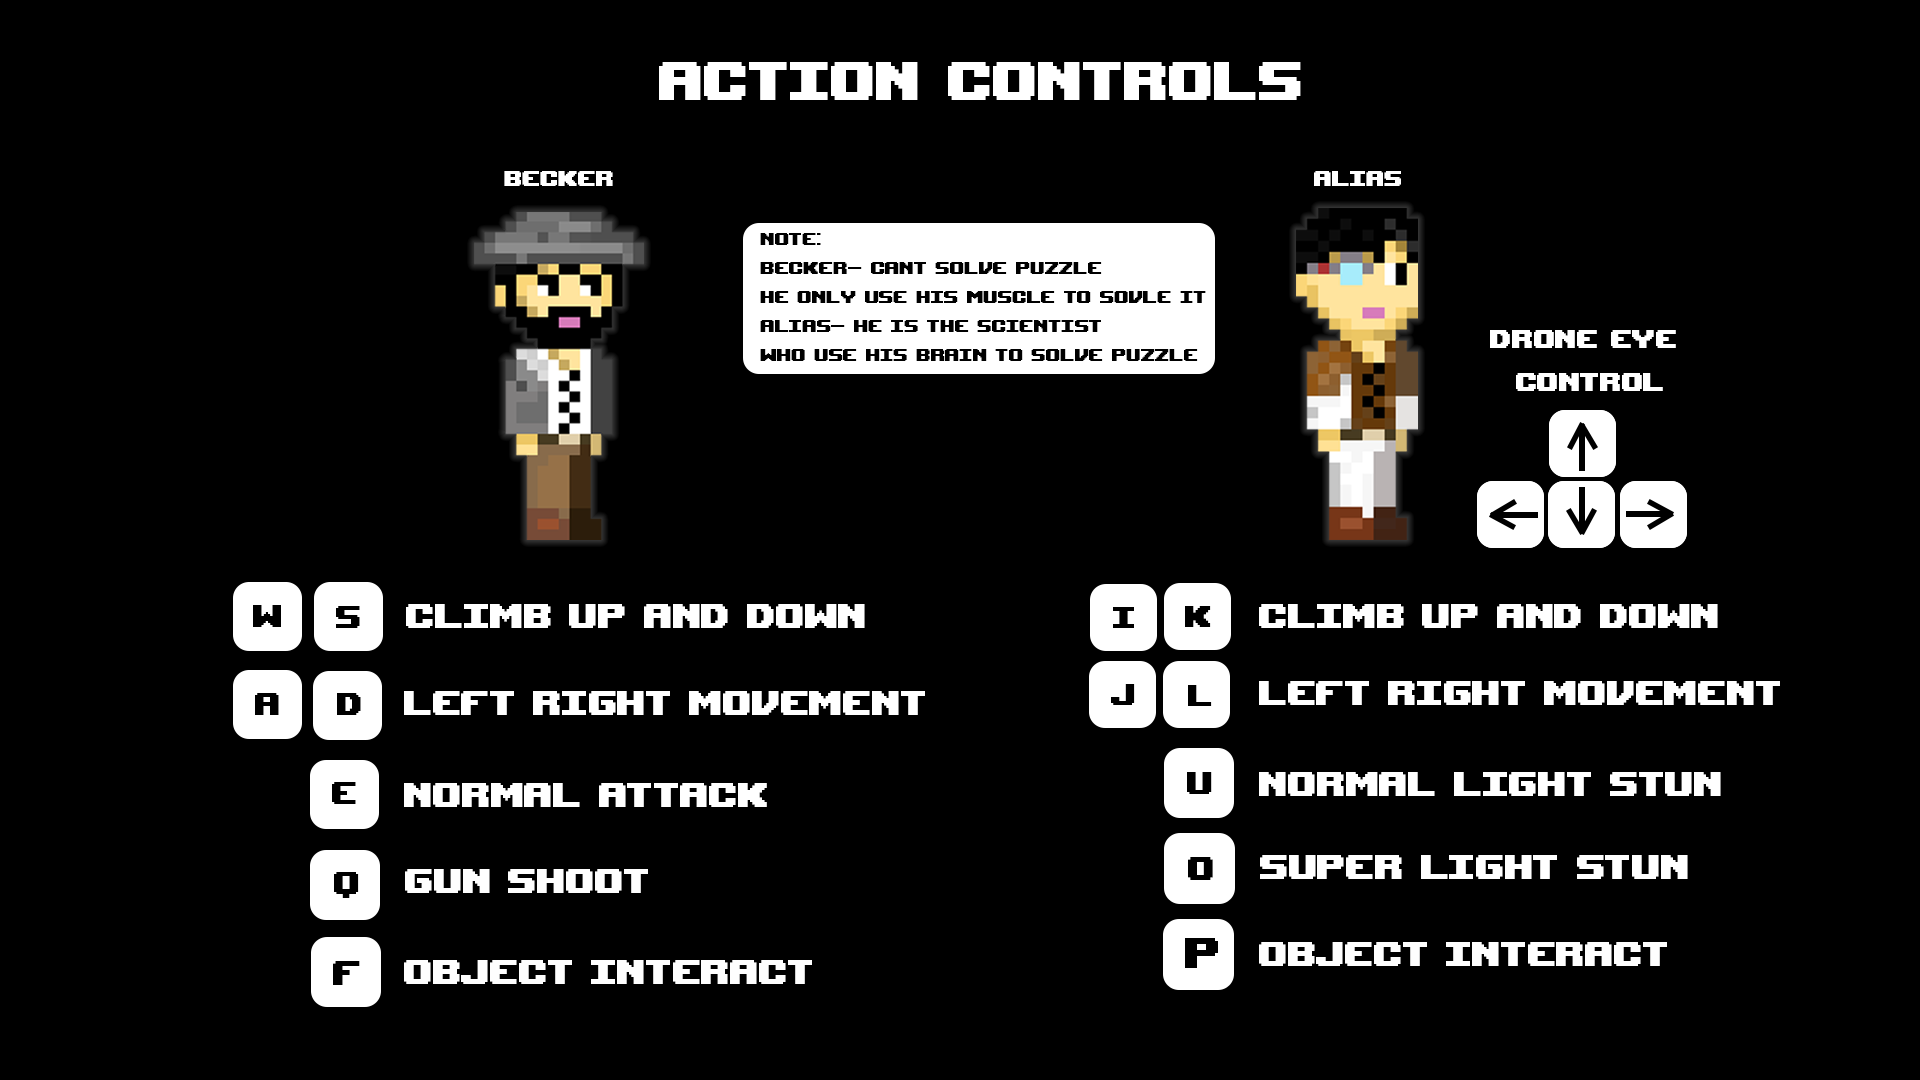 ACTION CONTROLS
BECKER
ALIAS
NOTE:
BECKER- CANT SOLVE PUZZLE
HE ONLY USE HIS MUSCLE TO SOVLE IT
ALIAS- HE IS THE SCIENTIST
WHO USE HIS BRAIN TO SOLVE PUZZLE
DRONE EYE
CONTROL
W S CLIMB UP AND DOWN
A D LEFT RIGHT MOVEMENT
E NORMAL ATTACK
Q GUN SHOOT
F OBJECT INTERACT
I K CLIMB UP AND DOWN
J L LEFT RIGHT MOVEMENT
U NORMAL LIGHT STUN
O SUPER LIGHT STUN
P OBJECT INTERACT